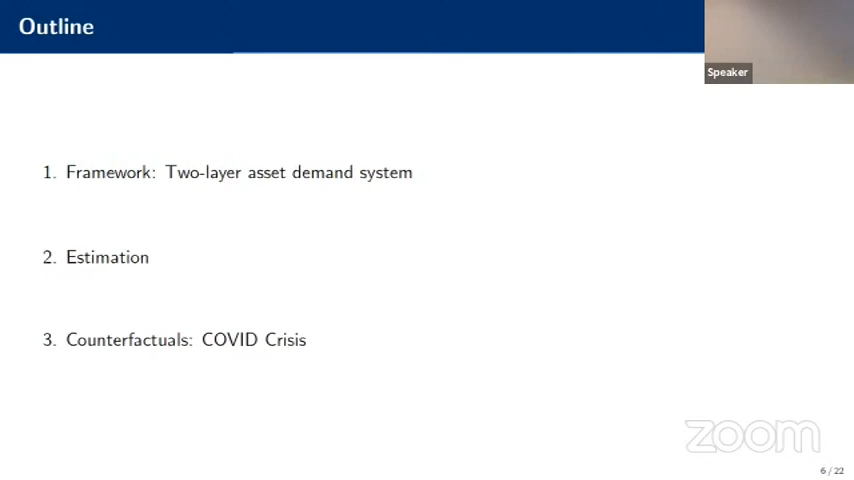 Outline
Speaker
1. Framework: Two-layer asset demand system
2. Estimation
3. Counterfactuals: COVID Crisis
zoom
6 / 22